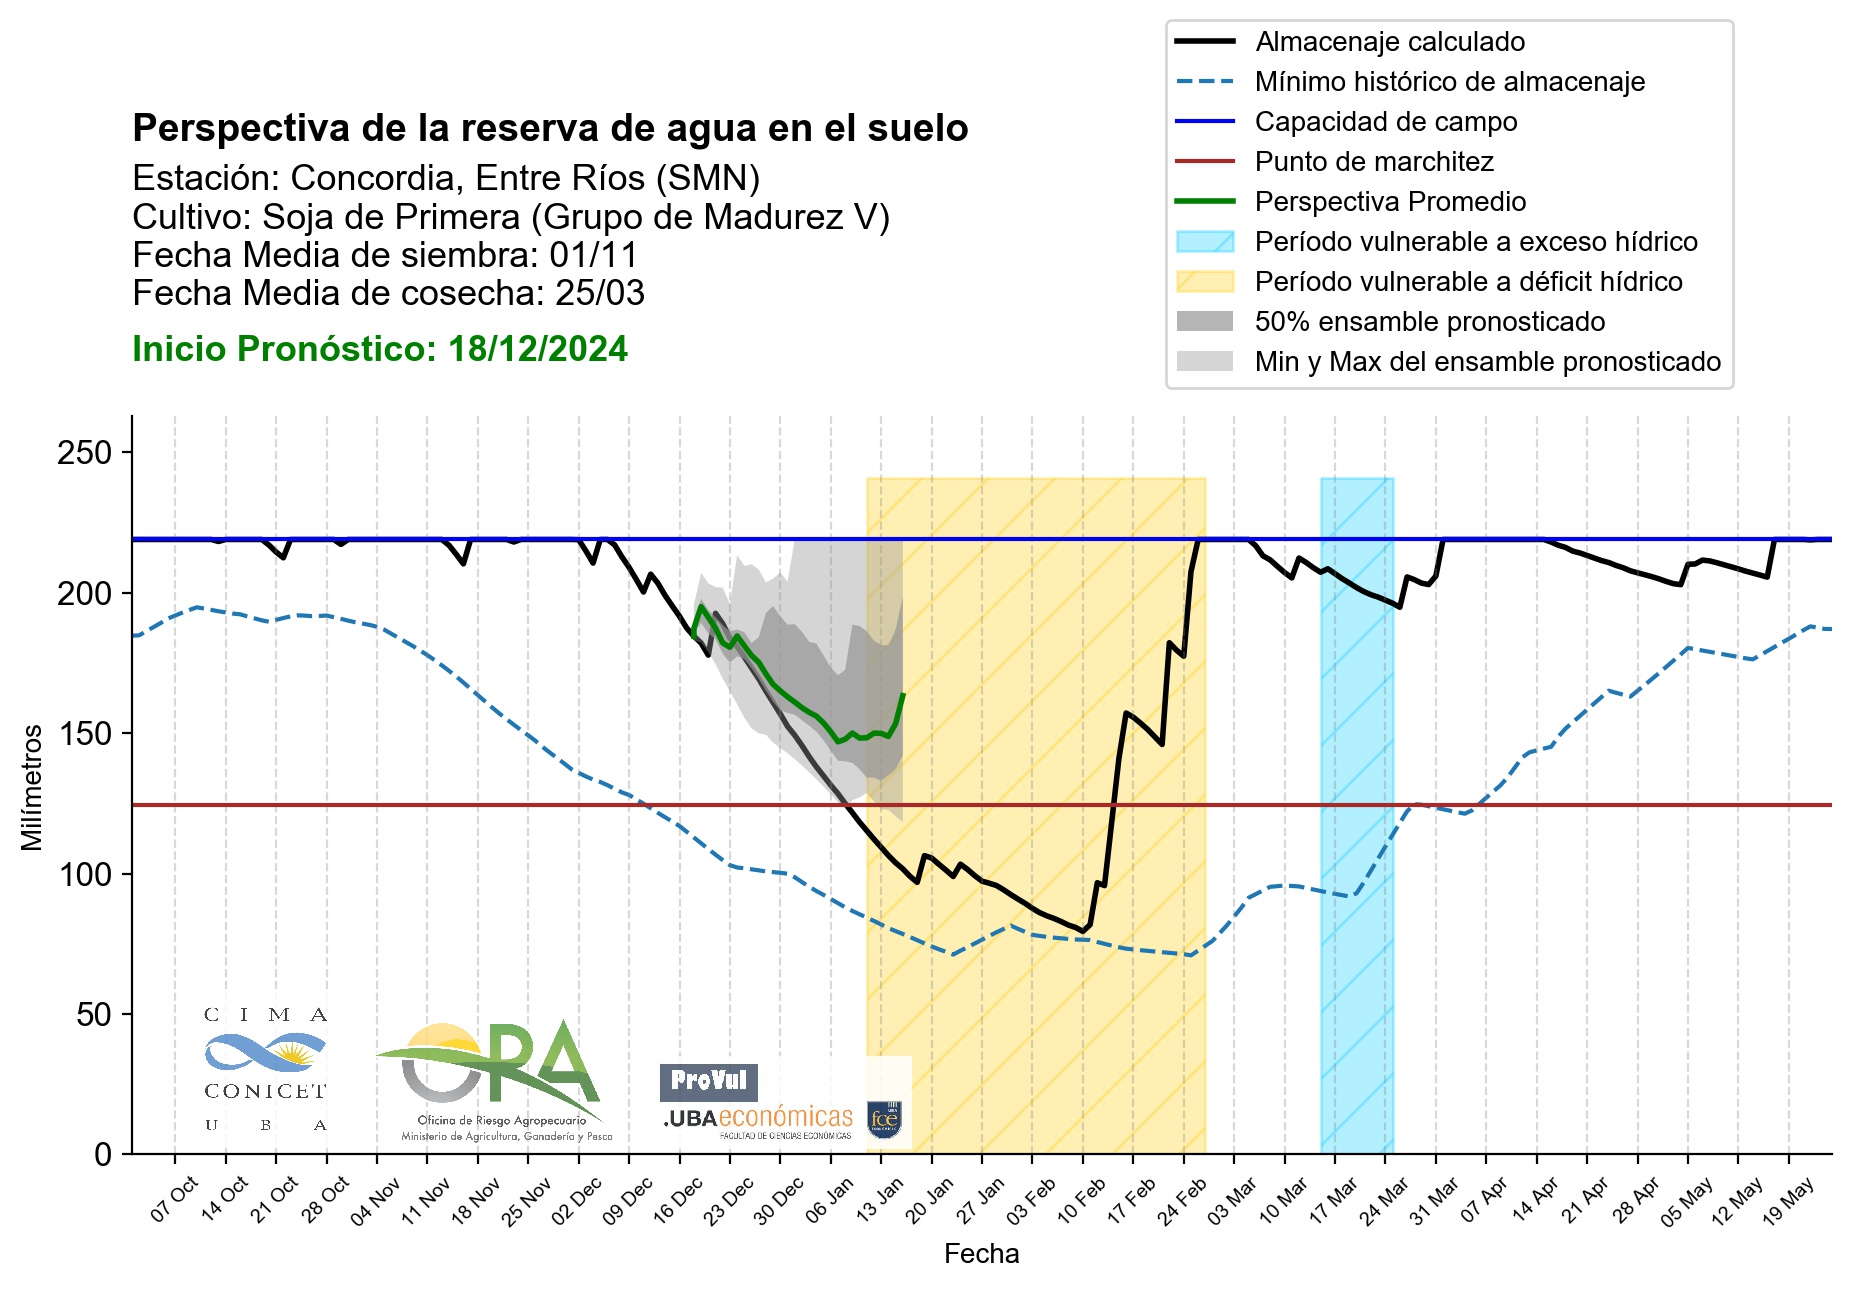 Almacenaje calculado
Mínimo histórico de almacenaje
Capacidad de campo
Punto de marchitez
Perspectiva Promedio
Período vulnerable a exceso hídrico
Período vulnerable a déficit hídrico
50% ensamble pronosticado
Min y Max del ensamble pronosticado
Perspectiva de la reserva de agua en el suelo
Estación: Concordia, Entre Ríos (SMN)
Cultivo: Soja de Primera (Grupo de Madurez V)
Fecha Media de siembra: 01/11
Fecha Media de cosecha: 25/03
Inicio Pronóstico: 18/12/2024
250
200
150
100
50
0
Milímetros
CIMA
CONICET
UBA
ORA
Oficina de Riesgo Agropecuario
Ministerio de Agricultura, Ganadería y Pesca
ProVul
.UBAeconómicas
FACULTAD DE CIENCIAS ECONÓMICAS
UBA
fce
07 Oct
14 Oct
21 Oct
28 Oct
04 Nov
11 Nov
18 Nov
25 Nov
02 Dec
09 Dec
16 Dec
23 Dec
30 Dec
06 Jan
13 Jan
20 Jan
27 Jan
03 Feb
10 Feb
17 Feb
24 Feb
03 Mar
10 Mar
17 Mar
24 Mar
31 Mar
07 Apr
14 Apr
21 Apr
28 Apr
05 May
12 May
19 May
Fecha